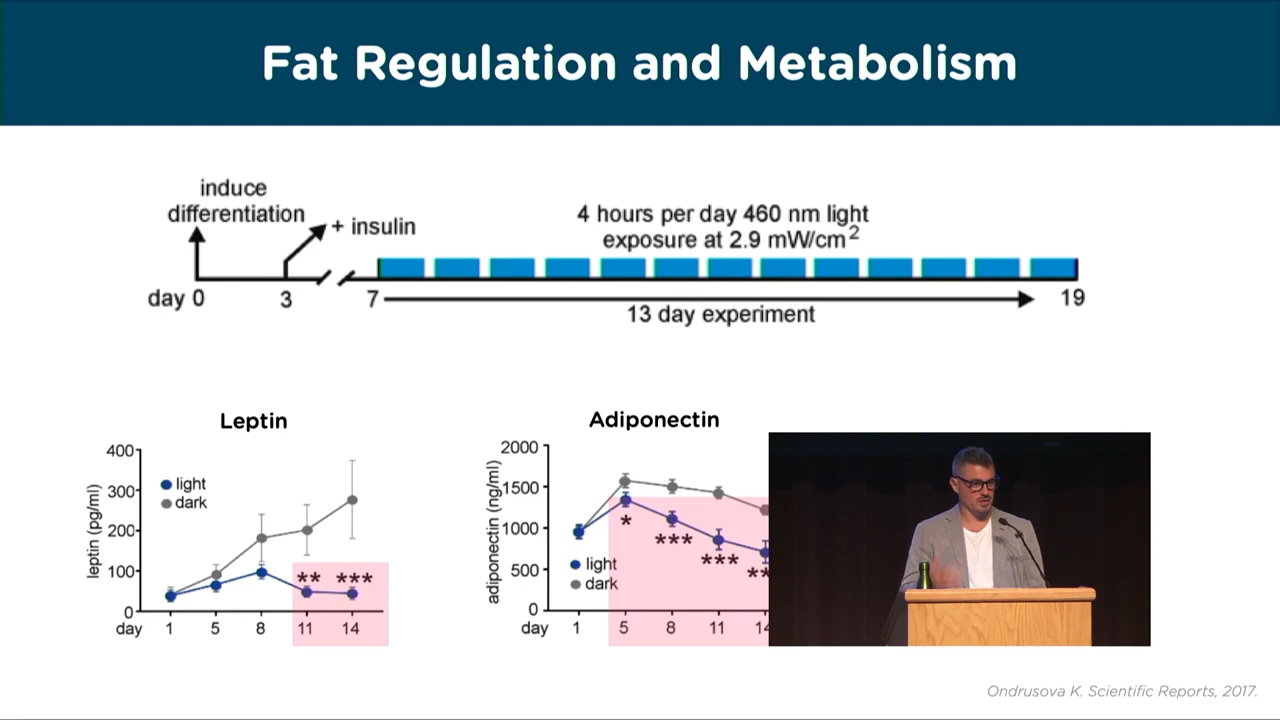 Fat Regulation and Metabolism
induce
differentiation
+ insulin
4 hours per day 460 nm light
exposure at 2.9 mW/cm2
day 0
3
7
19
13 day experiment
Leptin
leptin (pg/ml)
400
300
200
100
0
light
dark
** ***
day 1 5 8 11 14
Adiponectin
adiponectin (ng/ml)
2000
1500
1000
500
0
*
***
***
**
light
dark
day 1 5 8 11 14
Ondrusova K. Scientific Reports, 2017.